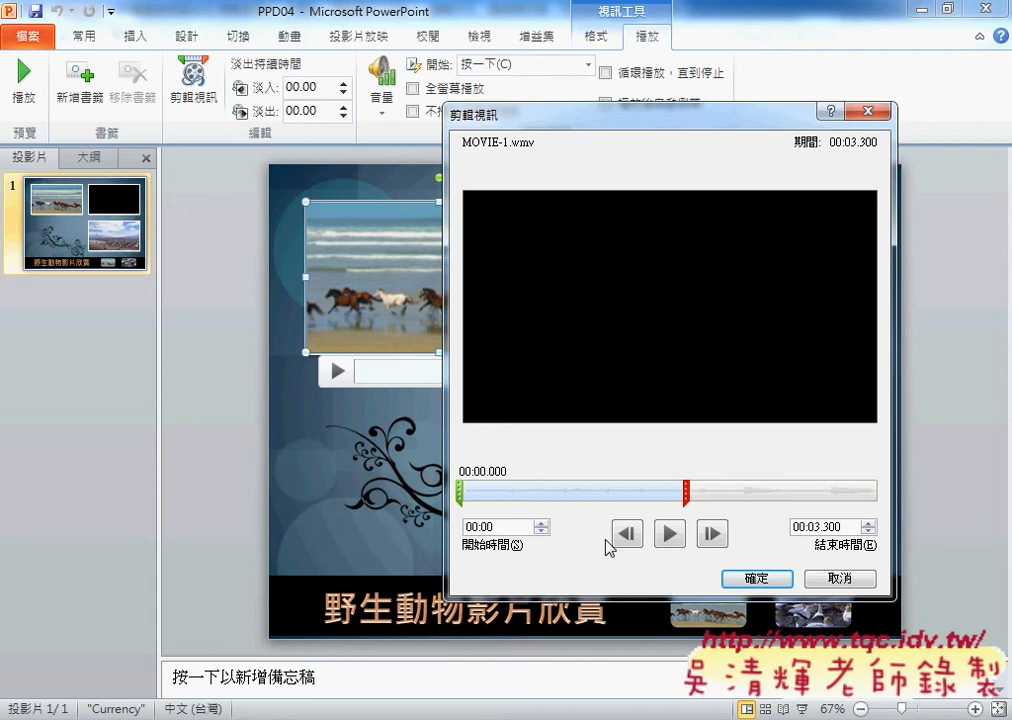 PPD04 - Microsoft PowerPoint
視訊工具
檔案 常用 插入 設計 切換 動畫 投影片放映 校閱 檢視 增益集 格式 播放
播放
預覽
新增書籤 移除書籤
書籤
剪輯視訊
淡出持續時間
淡入: 00.00
淡出: 00.00
編輯
音量
開始: 按一下(C)
全螢幕播放
循環播放，直到停止
投影片 大綱
1
野生動物影片欣賞
剪輯視訊
MOVIE-1.wmv
期間: 00:03.300
00:00.000
00:00
開始時間(S)
00:03.300
結束時間(E)
確定 取消
野生動物影片欣賞
http://www.tqc.idv.tw/
吳清輝老師錄製
按一下以新增備忘稿
投影片 1/ 1 "Currency" 中文 (台灣) 67%